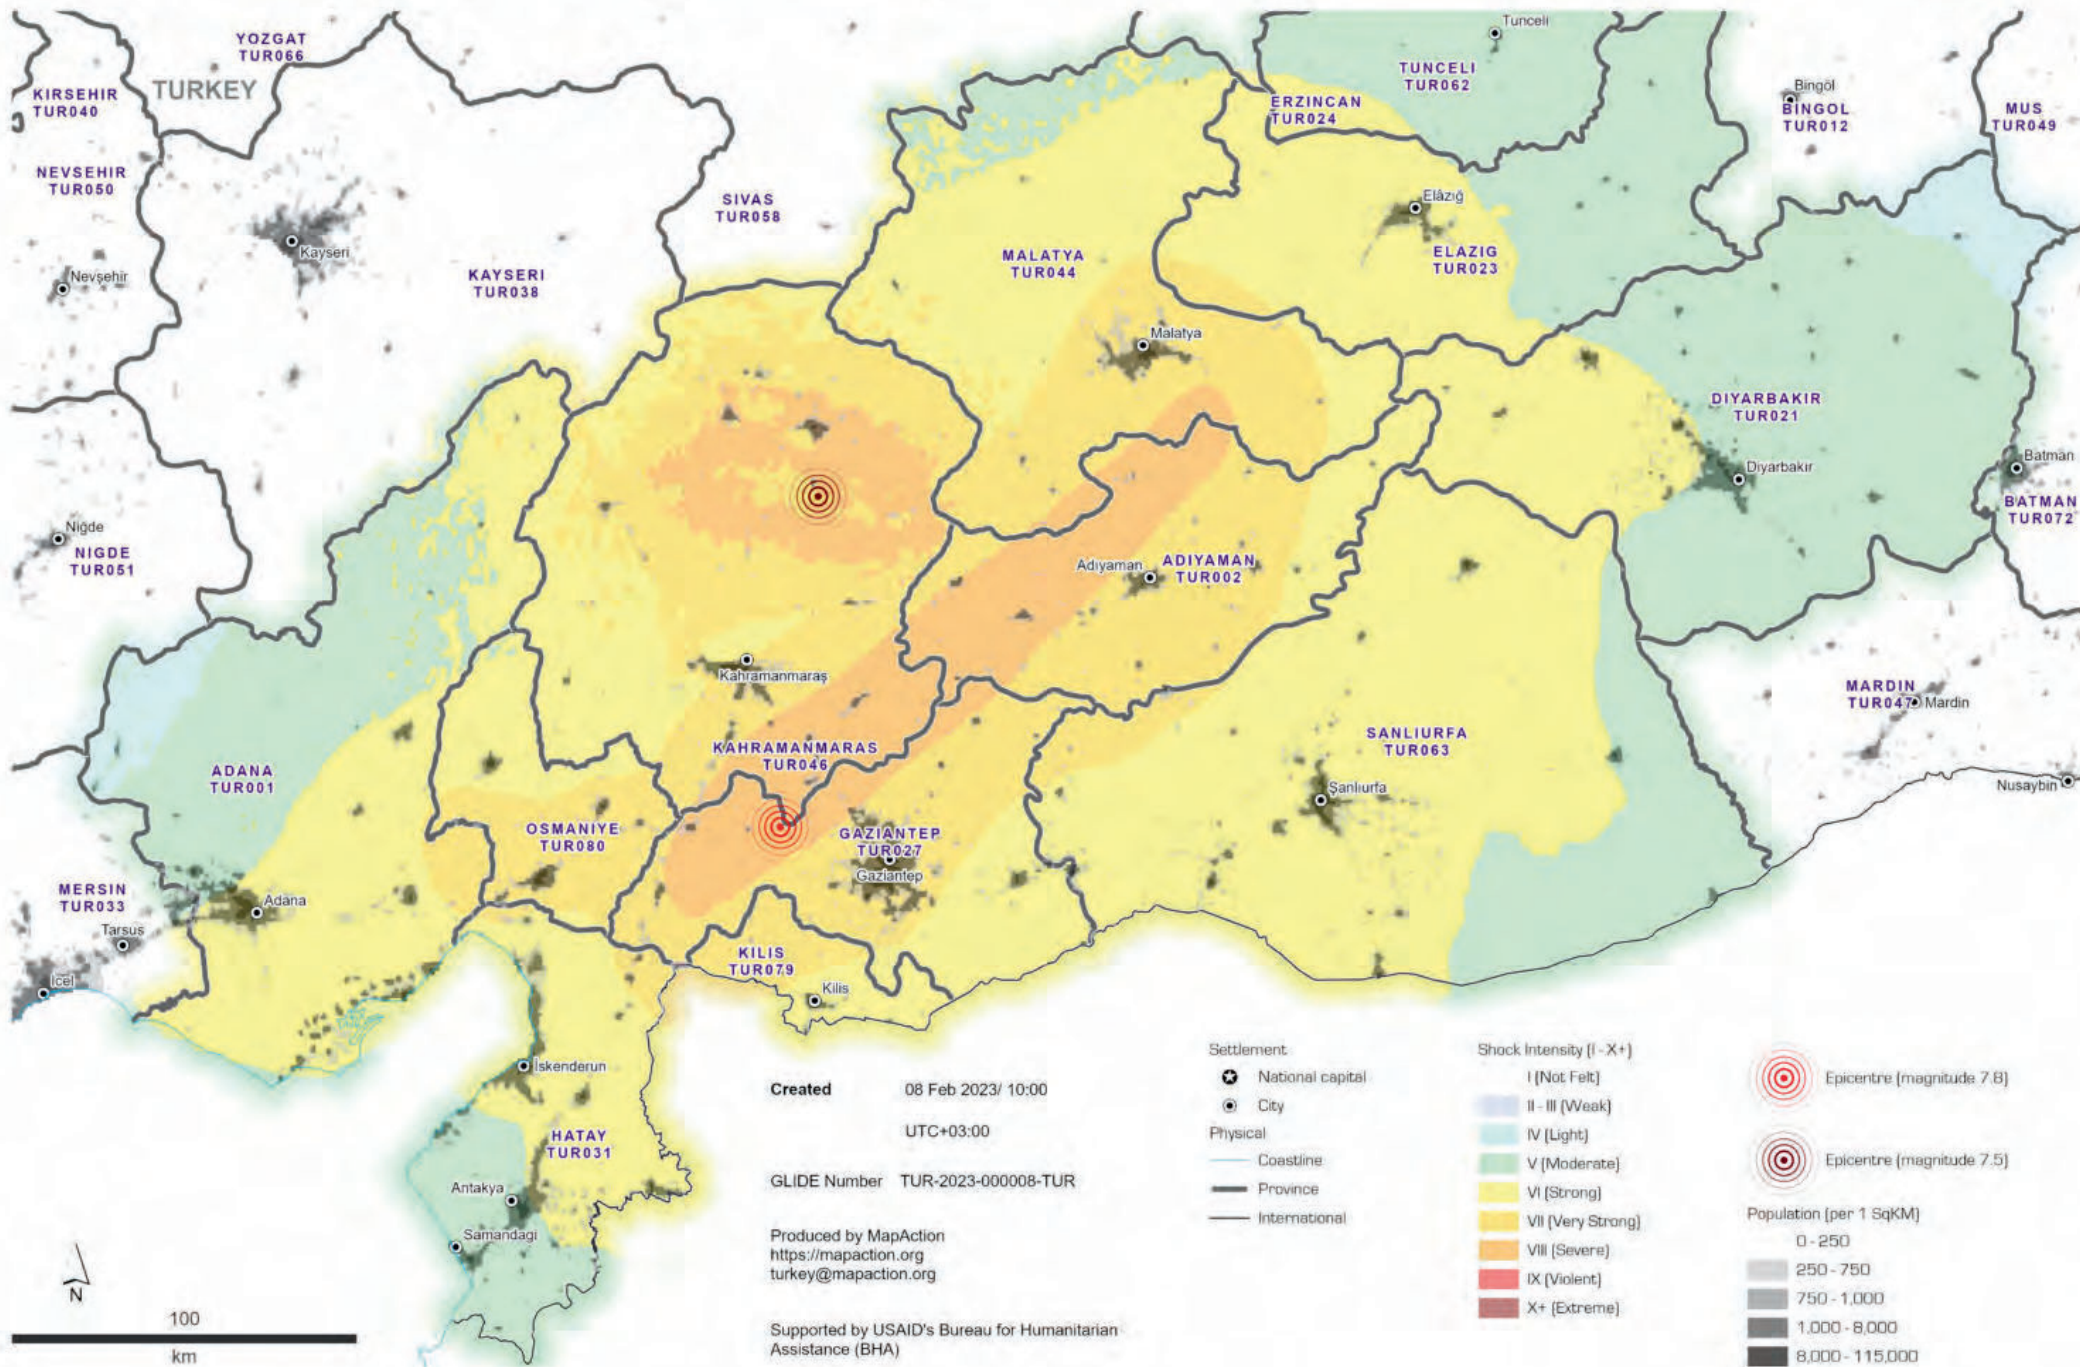 YOZGAT
TUR066
TURKEY
KIRSEHIR
TUR040
NEVSEHIR
TUR050
Nevşehir
Kayseri
KAYSERI
TUR038
SIVAS
TUR058
Tunceli
TUNCELI
TUR062
ERZINCAN
TUR024
Bingöl
BINGOL
TUR012
MUS
TUR049
Elâzığ
ELAZIG
TUR023
MALATYA
TUR044
Malatya
DIYARBAKIR
TUR021
Diyarbakır
Batman
BATMAN
TUR072
Niğde
NIGDE
TUR051
Adıyaman
ADIYAMAN
TUR002
Kahramanmaraş
KAHRAMANMARAS
TUR046
MARDIN
TUR047
Mardin
SANLIURFA
TUR063
Şanlıurfa
Nusaybin
ADANA
TUR001
OSMANIYE
TUR080
GAZIANTEP
TUR027
Gaziantep
MERSIN
TUR033
Adana
Tarsus
Icel
KILIS
TUR079
Kilis
İskenderun
HATAY
TUR031
Antakya
Samandagi
N
100
km
Created 08 Feb 2023/ 10:00
UTC+03:00
GLIDE Number TUR-2023-000008-TUR
Produced by MapAction
https://mapaction.org
turkey@mapaction.org
Supported by USAID's Bureau for Humanitarian
Assistance (BHA)
Settlement
National capital
City
Physical
Coastline
Province
International
Shock Intensity (I - X+)
I (Not Felt)
II - III (Weak)
IV (Light)
V (Moderate)
VI (Strong)
VII (Very Strong)
VIII (Severe)
IX (Violent)
X+ (Extreme)
Epicentre (magnitude 7.8)
Epicentre (magnitude 7.5)
Population (per 1 SqKM)
0 - 250
250 - 750
750 - 1,000
1,000 - 8,000
8,000 - 115,000